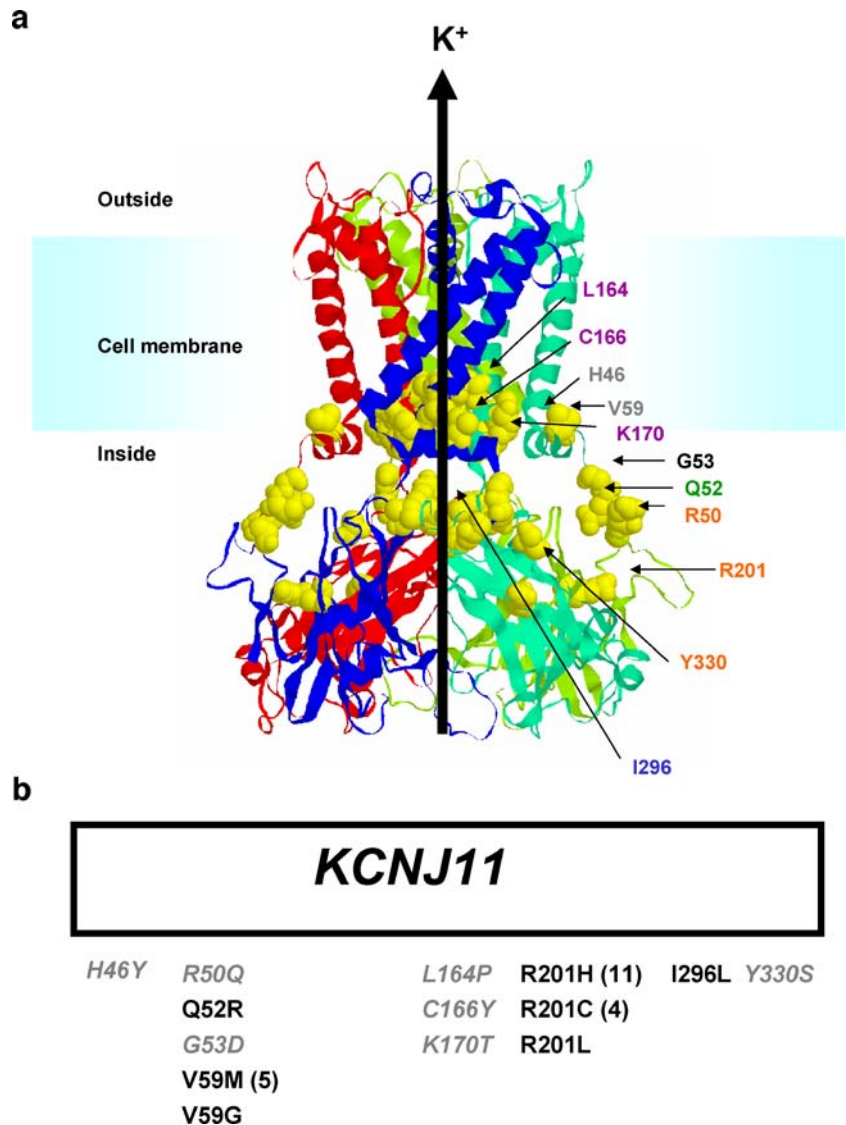 a
K+
Outside
L164
C166
Cell membrane
H46
V59
K170
Inside
G53
Q52
R50
R201
Y330
I296
b
KCNJ11
H46Y R50Q L164P R201H (11) I296L Y330S
Q52R C166Y R201C (4)
G53D K170T R201L
V59M (5)
V59G